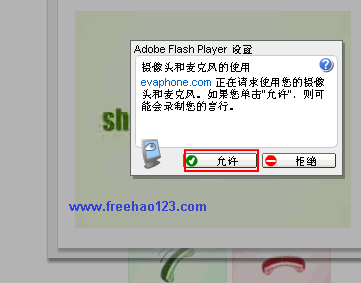 Adobe Flash Player 设置
摄像头和麦克风的使用
evaphone.com 正在请求使用您的摄像
头和麦克风。如果您单击“允许”，则可
能会录制您的言行。
sh
允许
拒绝
www.freehao123.com